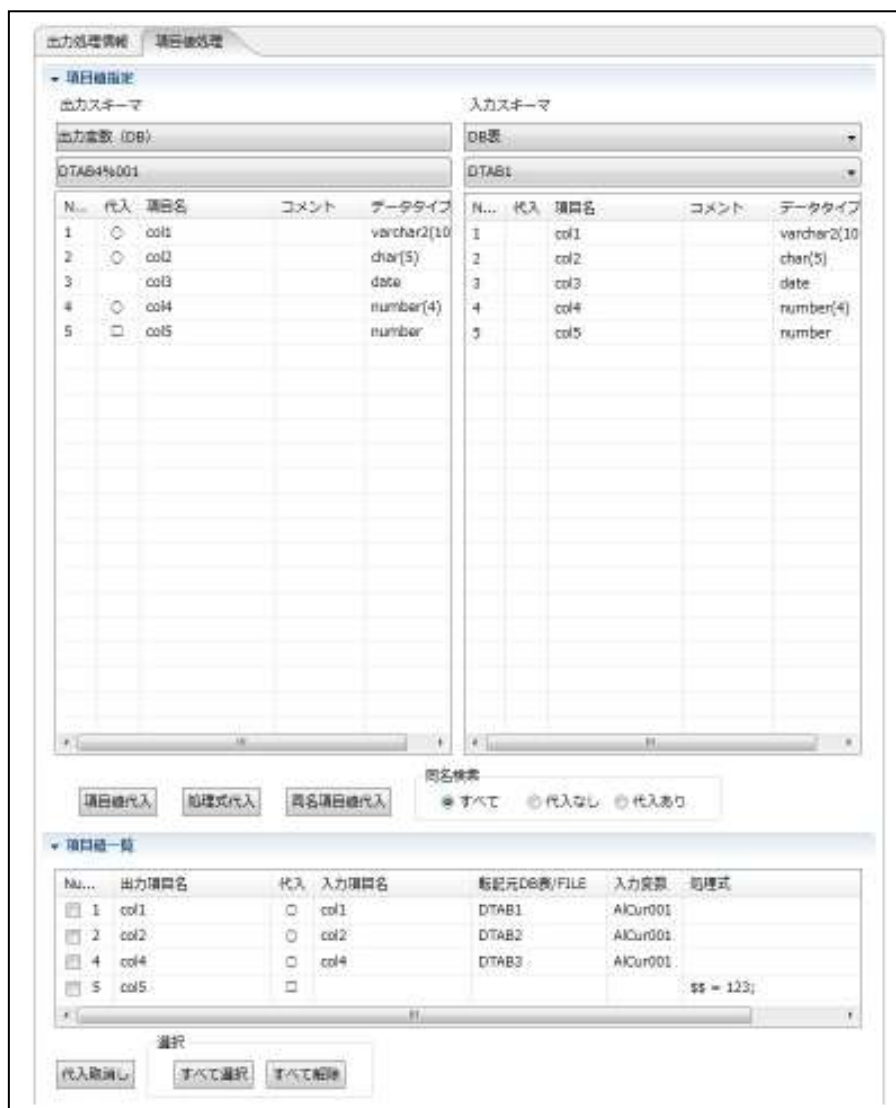 出力処理情報 項目値処理
項目値指定
出力スキーマ 入力スキーマ
出力変数 (DB) DB表
DTAB4%001 DTAB1
N... 代入 項目名 コメント データタイプ N... 代入 項目名 コメント データタイプ
1 ○ col1 varchar2(10 1 col1 varchar2(10
2 ○ col2 char(5) 2 col2 char(5)
3 col3 date 3 col3 date
4 ○ col4 number(4) 4 col4 number(4)
5 □ col5 number 5 col5 number
同名検索
項目値代入 処理式代入 同名項目値代入 すべて 代入なし 代入あり
項目値一覧
Nu... 出力項目名 代入 入力項目名 転記元DB表/FILE 入力変数 処理式
1 col1 ○ col1 DTAB1 AlCur001
2 col2 ○ col2 DTAB2 AlCur001
4 col4 ○ col4 DTAB3 AlCur001
5 col5 □ $$ = 123;
選択
代入取消し すべて選択 すべて解除